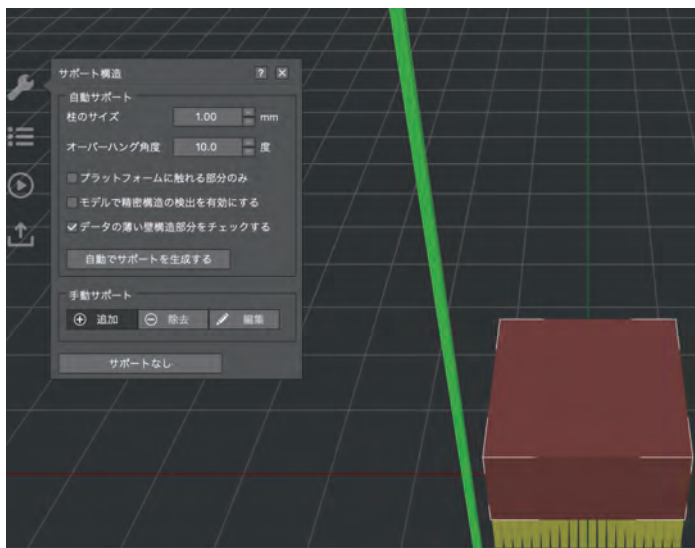 サポート構造 ? ×
自動サポート
柱のサイズ 1.00 mm
オーバーハング角度 10.0 度
プラットフォームに触れる部分のみ
モデルで精密構造の検出を有効にする
データの薄い壁構造部分をチェックする
自動でサポートを生成する
手動サポート
追加 除去 編集
サポートなし